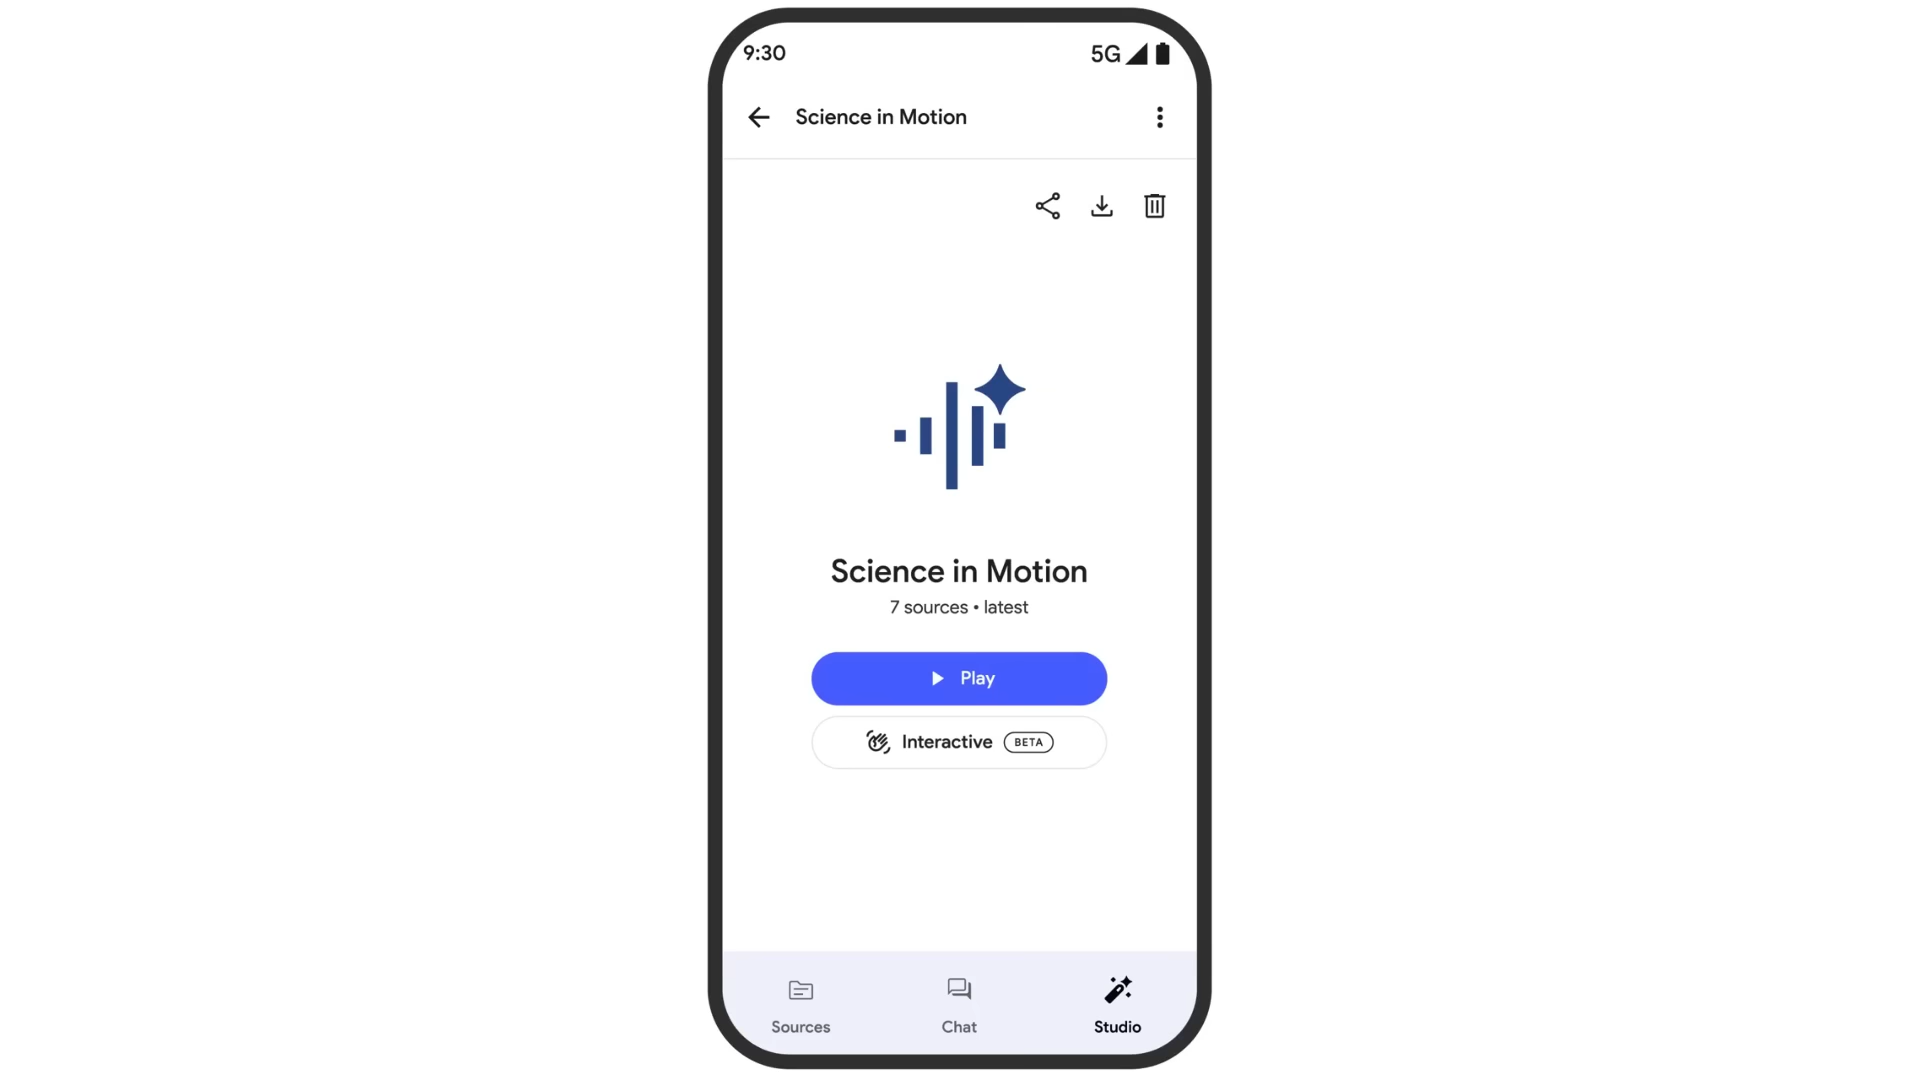 9:30 5G
Science in Motion
Science in Motion
7 sources • latest
Play
Interactive BETA
Sources Chat Studio